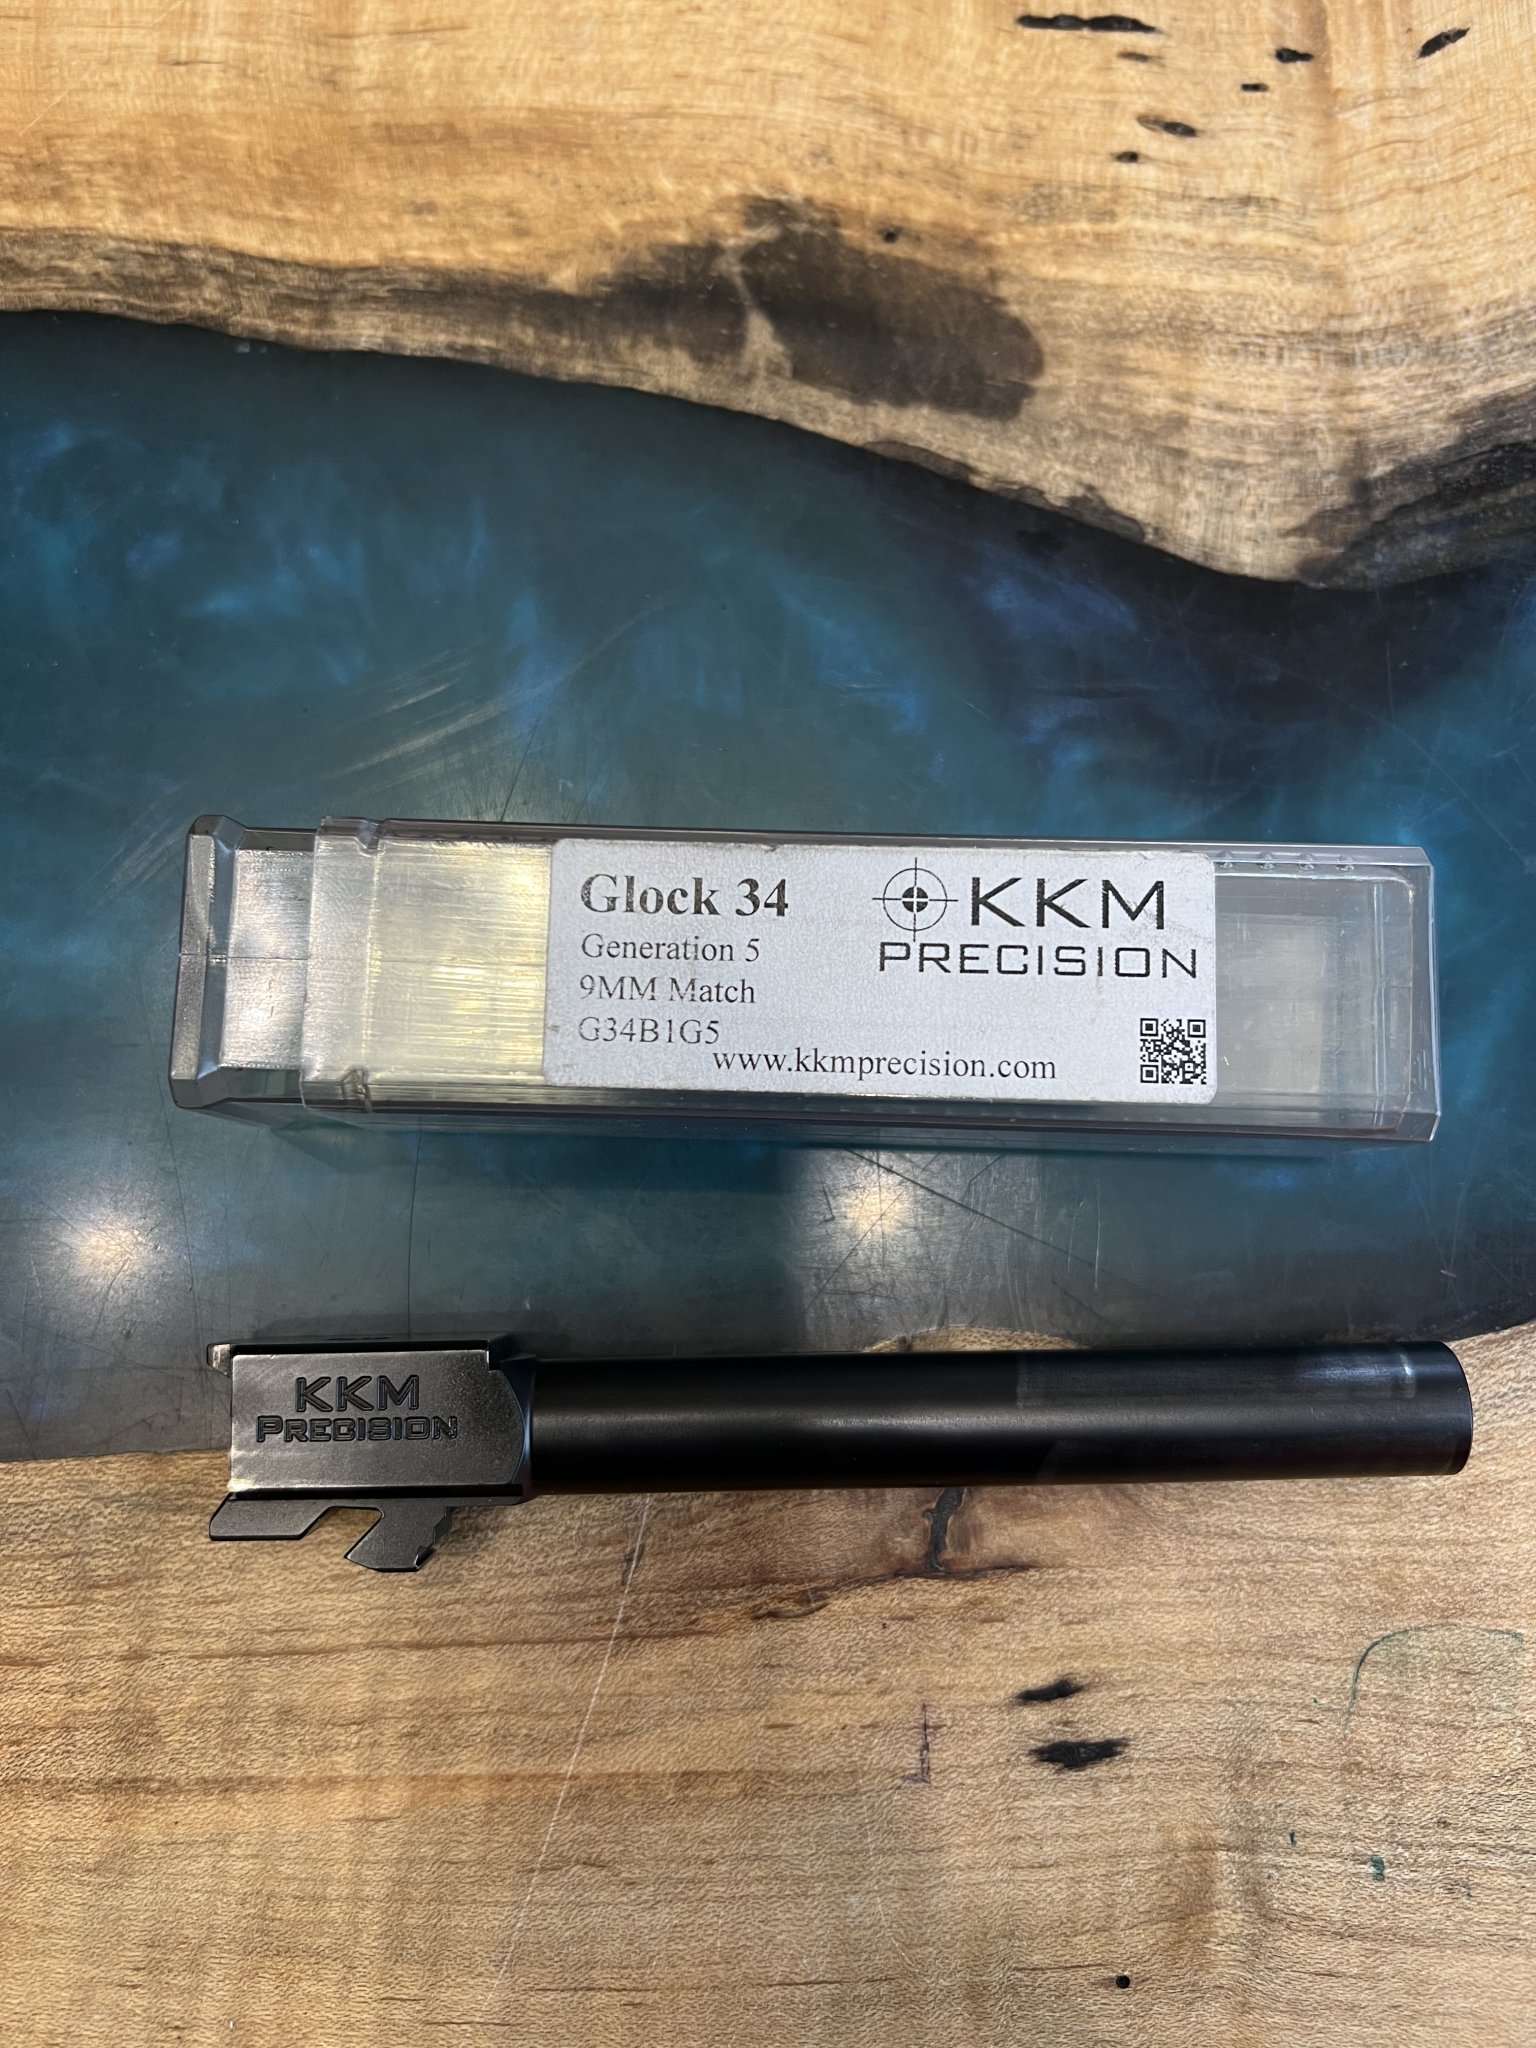 Glock 34
Generation 5
9MM Match
G34B1G5
KKM
PRECISION
www.kkmprecision.com
KKM
PRECISION